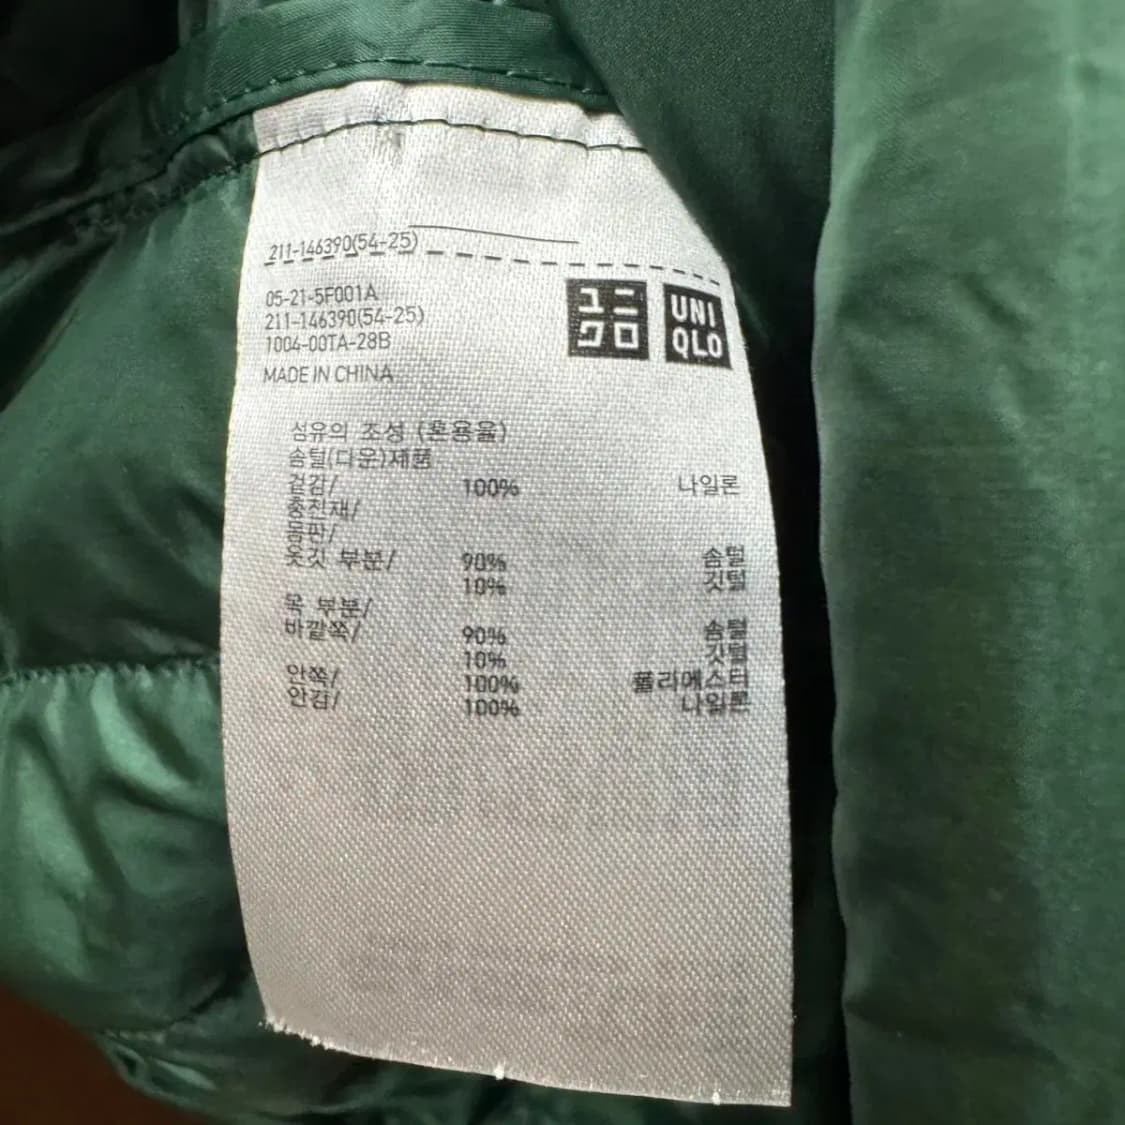 211-146390(54-25)
05-21-5F001A
211-146390(54-25)
1004-00TA-28B
MADE IN CHINA
ユニ
クロ
UNI
QLO
섬유의 조성 (혼용율)
솜털(다운)제품
겉감/ 100% 나일론
충전재/
몸판/
옷깃 부분/ 90% 솜털
10% 깃털
목 부분/
바깥쪽/ 90% 솜털
10% 깃털
안쪽/ 100% 폴리에스터
안감/ 100% 나일론